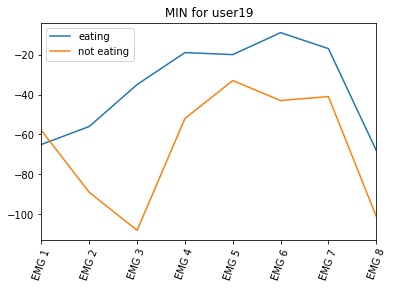 MIN for user19
eating
not eating
−20
−40
−60
−80
−100
EMG 1
EMG 2
EMG 3
EMG 4
EMG 5
EMG 6
EMG 7
EMG 8